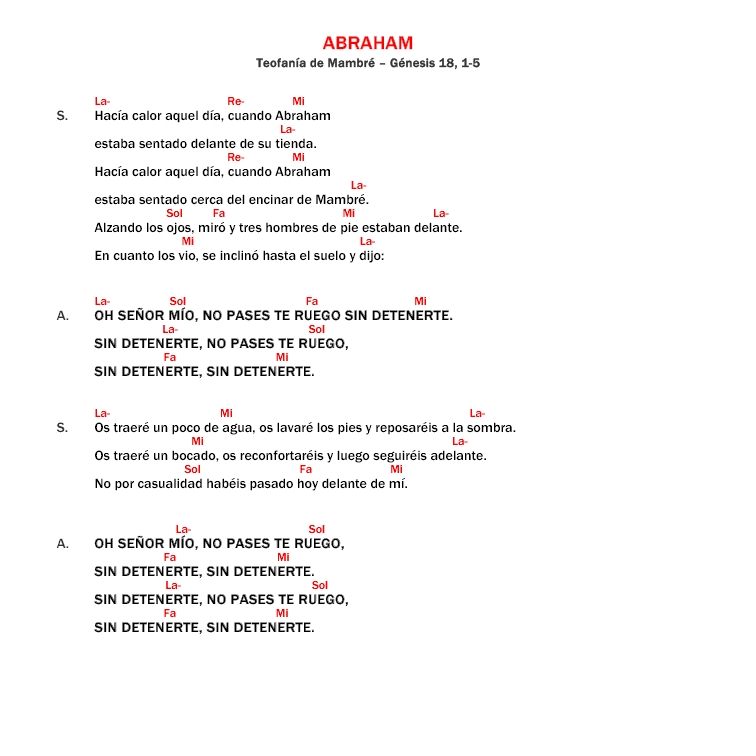 ABRAHAM
Teofanía de Mambré – Génesis 18, 1-5
La- Re- Mi
S. Hacía calor aquel día, cuando Abraham
La-
estaba sentado delante de su tienda.
Re- Mi
Hacía calor aquel día, cuando Abraham
La-
estaba sentado cerca del encinar de Mambré.
Sol Fa Mi La-
Alzando los ojos, miró y tres hombres de pie estaban delante.
Mi La-
En cuanto los vio, se inclinó hasta el suelo y dijo:
La- Sol Fa Mi
A. OH SEÑOR MÍO, NO PASES TE RUEGO SIN DETENERTE.
La- Sol
SIN DETENERTE, NO PASES TE RUEGO,
Fa Mi
SIN DETENERTE, SIN DETENERTE.
La- Mi La-
S. Os traeré un poco de agua, os lavaré los pies y reposaréis a la sombra.
Mi La-
Os traeré un bocado, os reconfortaréis y luego seguiréis adelante.
Sol Fa Mi
No por casualidad habéis pasado hoy delante de mí.
La- Sol
A. OH SEÑOR MÍO, NO PASES TE RUEGO,
Fa Mi
SIN DETENERTE, SIN DETENERTE.
La- Sol
SIN DETENERTE, NO PASES TE RUEGO,
Fa Mi
SIN DETENERTE, SIN DETENERTE.